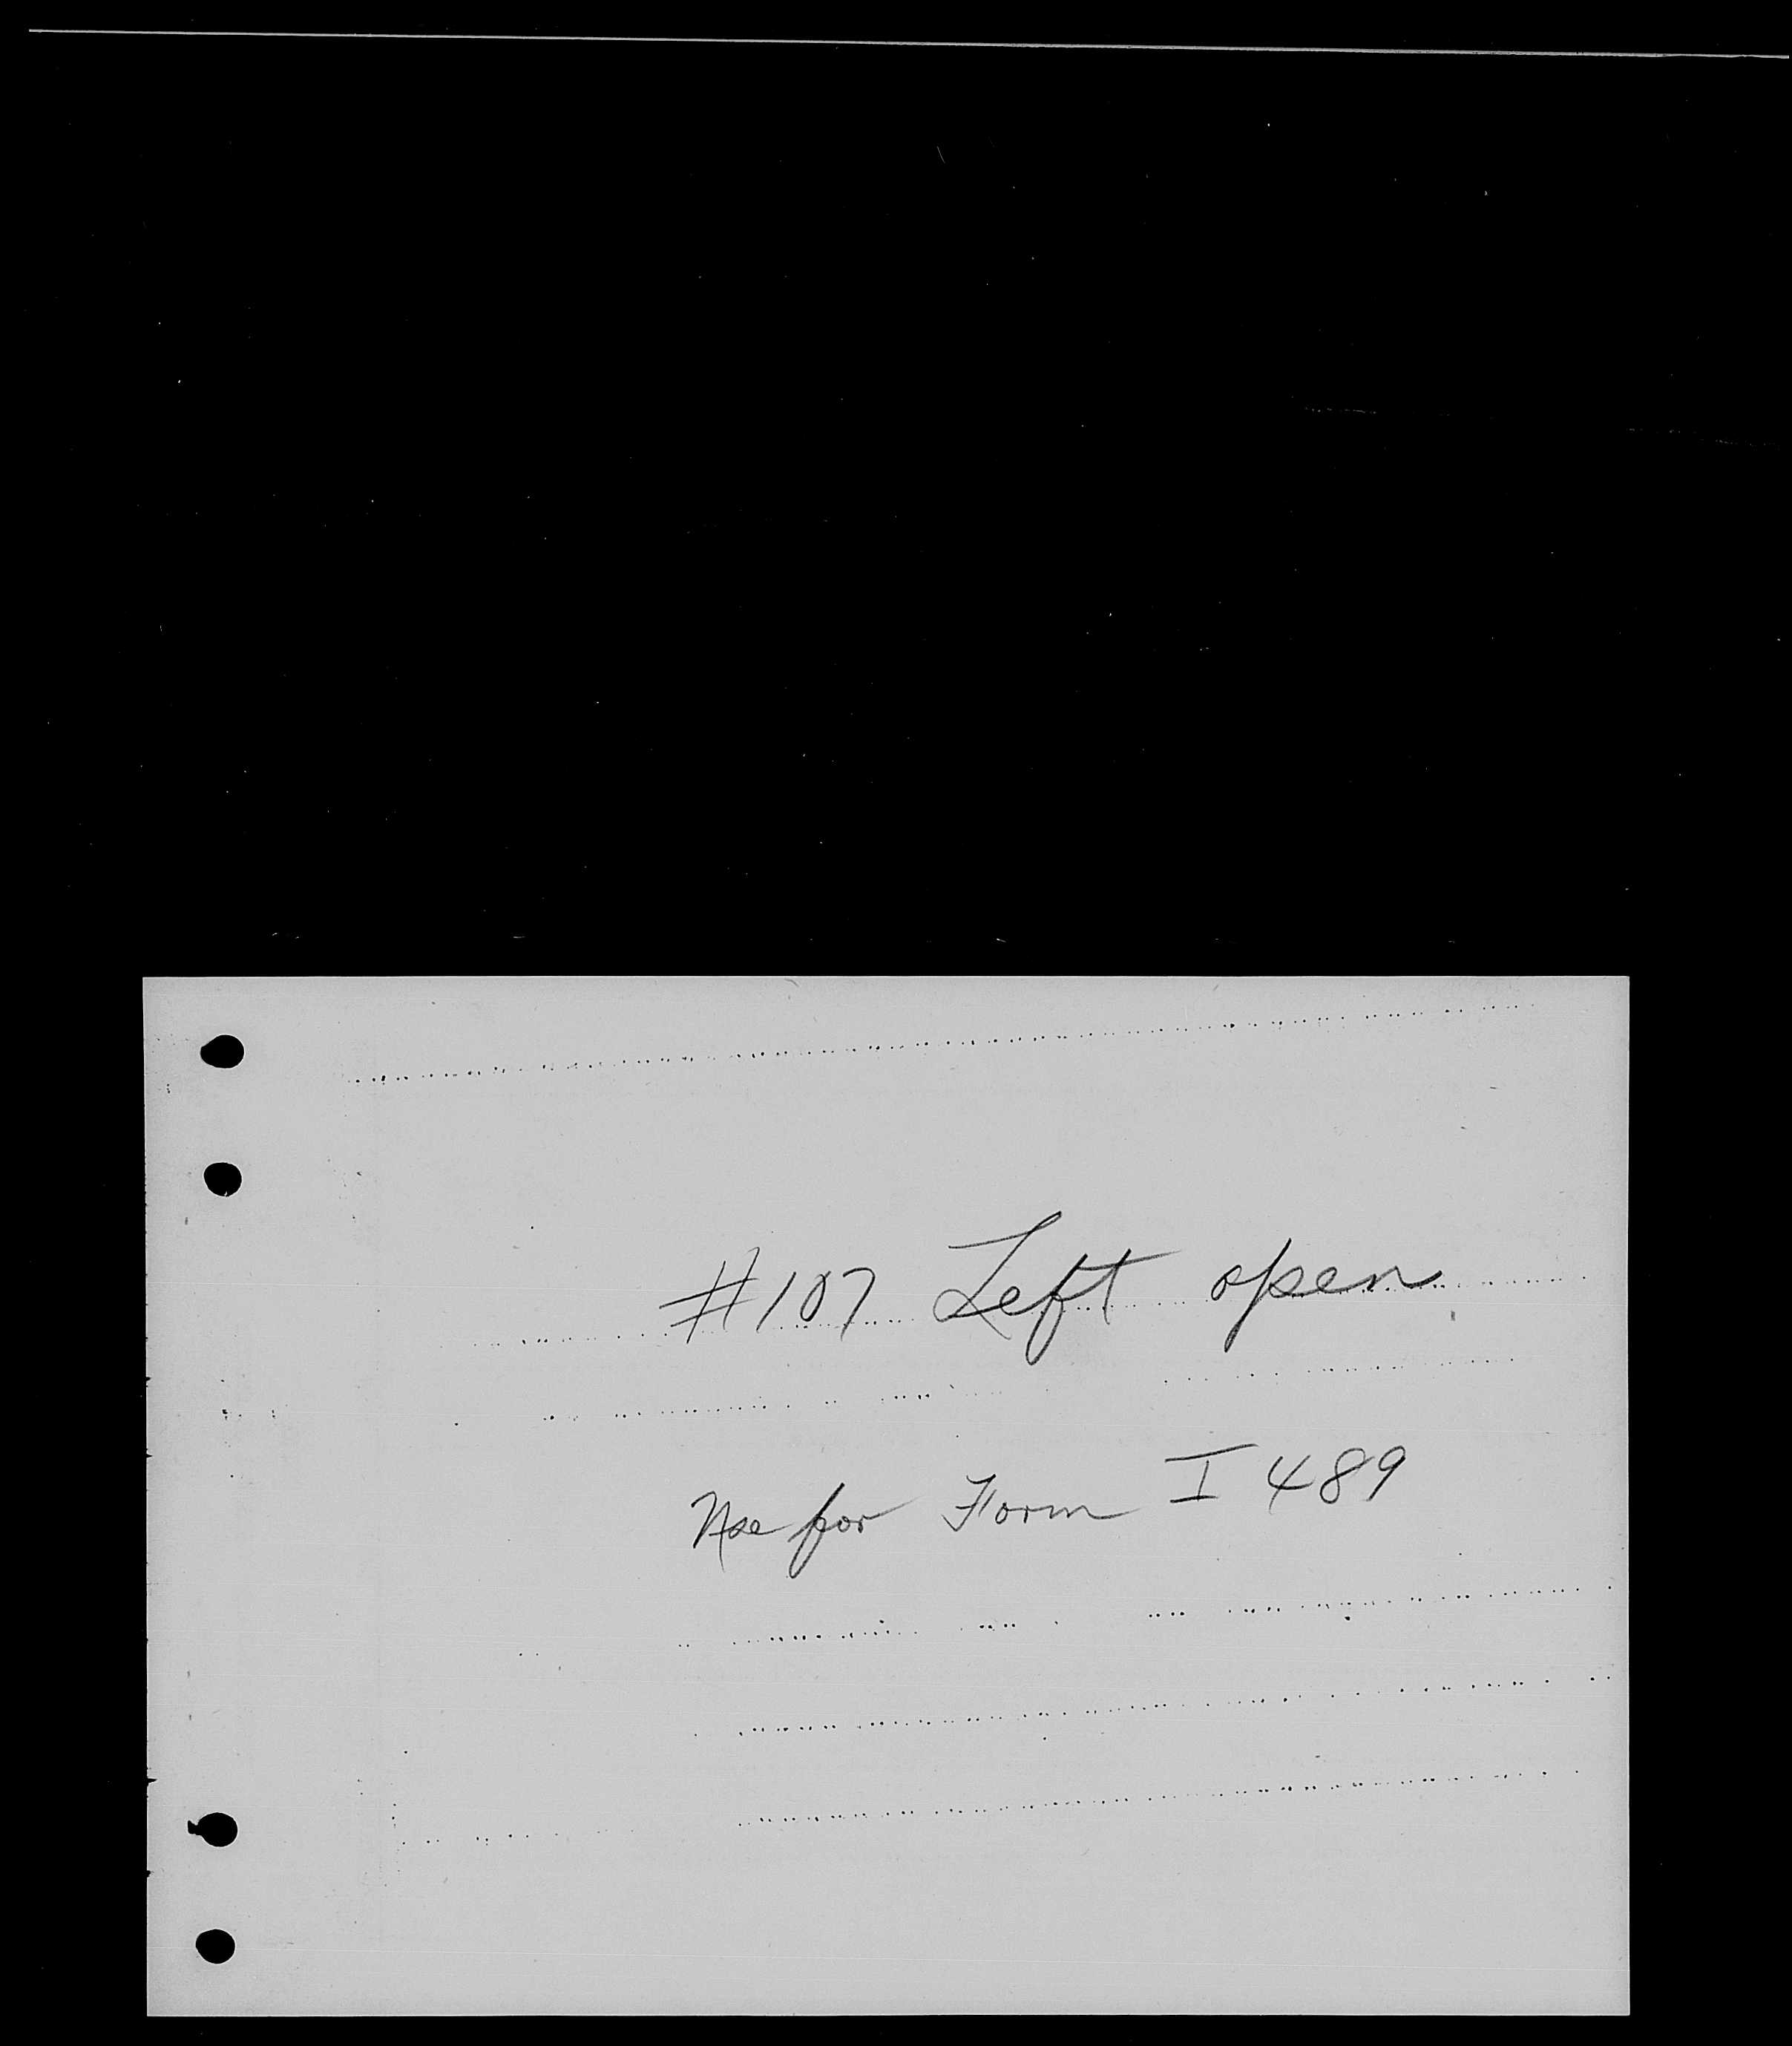 #107 Left open
Use for Form I 489